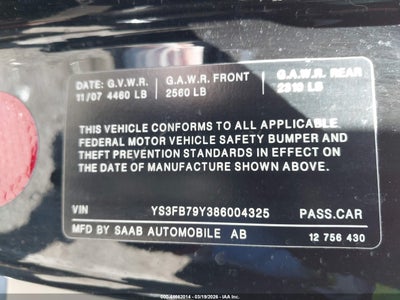 DATE: G.V.W.R. G.A.W.R. FRONT G.A.W.R. REAR
11/07 4460 LB 2560 LB 2319 LB
THIS VEHICLE CONFORMS TO ALL APPLICABLE
FEDERAL MOTOR VEHICLE SAFETY BUMPER AND
THEFT PREVENTION STANDARDS IN EFFECT ON
THE DATE OF MANUFACTURE SHOWN ABOVE.
VIN YS3FB79Y386004325 PASS.CAR
MFD BY SAAB AUTOMOBILE AB 12 756 430